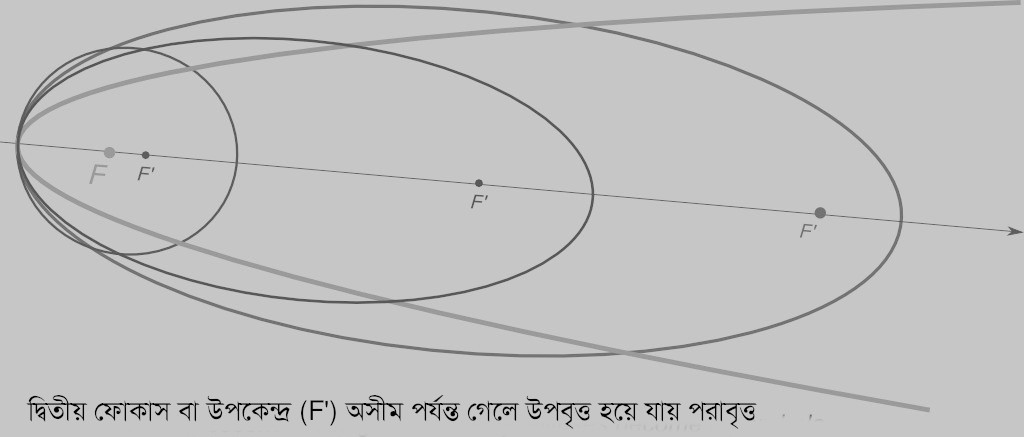 F
F'
F'
F'
দ্বিতীয় ফোকাস বা উপকেন্দ্র (F') অসীম পর্যন্ত গেলে উপবৃত্ত হয়ে যায় পরাবৃত্ত